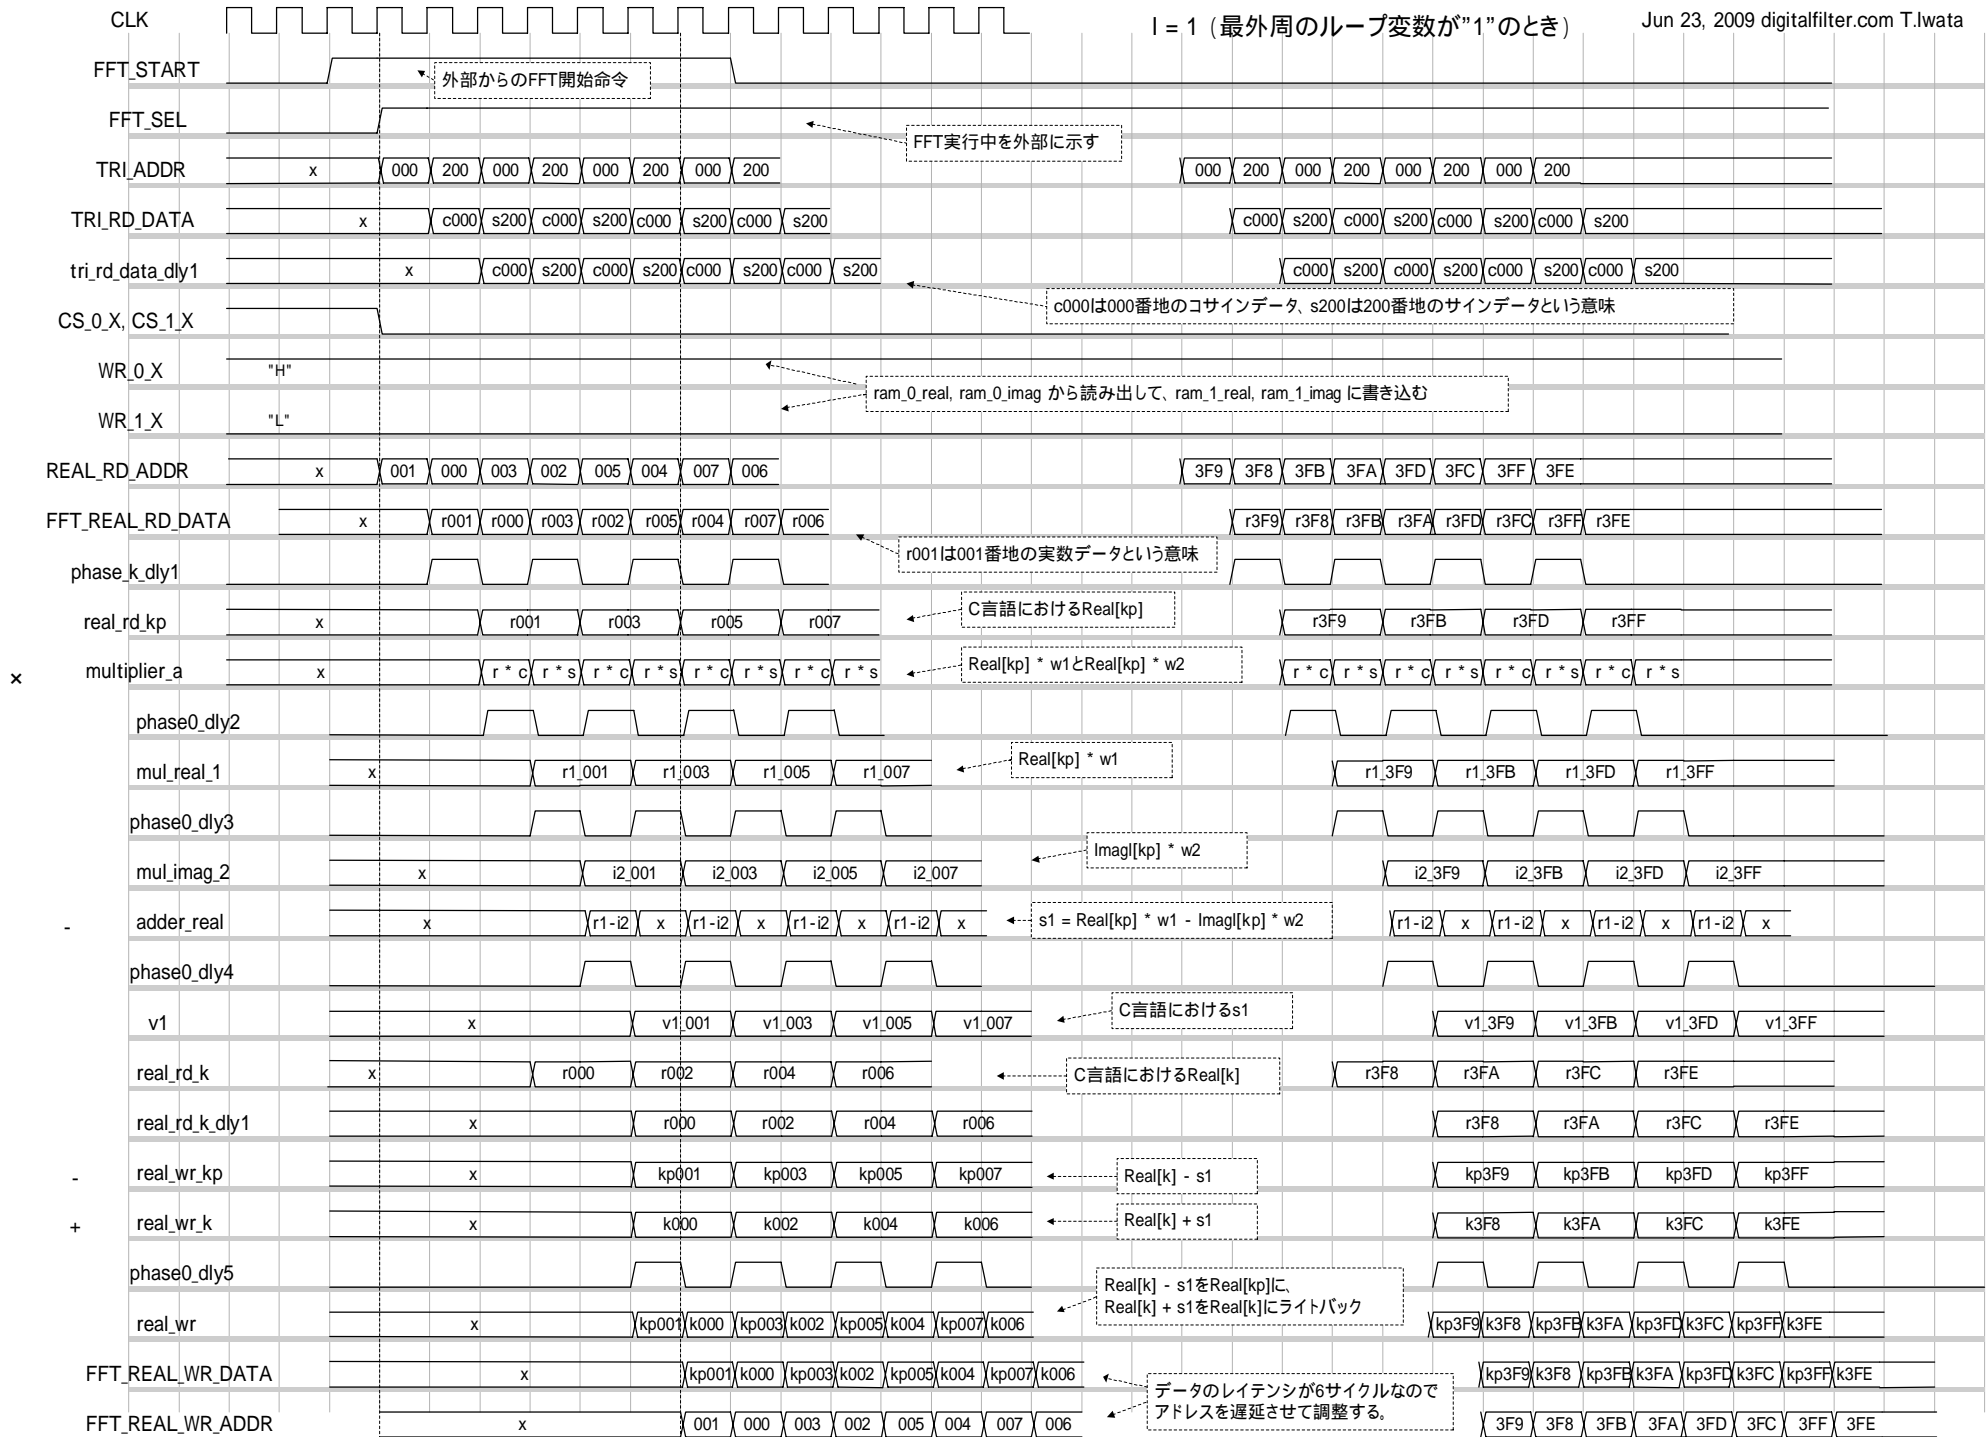 CLK
l = 1（最外周のループ変数が"1"のとき）
Jun 23, 2009 digitalfilter.com T.Iwata
FFT_START
外部からのFFT開始命令
FFT_SEL
FFT実行中を外部に示す
TRI_ADDR x 000 200 000 200 000 200 000 200 000 200 000 200 000 200 000 200
TRI_RD_DATA x c000 s200 c000 s200 c000 s200 c000 s200 c000 s200 c000 s200 c000 s200 c000 s200
tri_rd_data_dly1 x c000 s200 c000 s200 c000 s200 c000 s200 c000 s200 c000 s200 c000 s200 c000 s200
c000は000番地のコサインデータ、s200は200番地のサインデータという意味
CS_0_X, CS_1_X
WR_0_X "H"
ram_0_real, ram_0_imag から読み出して、ram_1_real, ram_1_imag に書き込む
WR_1_X "L"
REAL_RD_ADDR x 001 000 003 002 005 004 007 006 3F9 3F8 3FB 3FA 3FD 3FC 3FF 3FE
FFT_REAL_RD_DATA x r001 r000 r003 r002 r005 r004 r007 r006 r3F9 r3F8 r3FB r3FA r3FD r3FC r3FF r3FE
r001は001番地の実数データという意味
phase_k_dly1
C言語におけるReal[kp]
real_rd_kp x r001 r003 r005 r007 r3F9 r3FB r3FD r3FF
Real[kp] * w1とReal[kp] * w2
× multiplier_a x r * c r * s r * c r * s r * c r * s r * c r * s r * c r * s r * c r * s r * c r * s r * c r * s
phase0_dly2
Real[kp] * w1
mul_real_1 x r1_001 r1_003 r1_005 r1_007 r1_3F9 r1_3FB r1_3FD r1_3FF
phase0_dly3
ImagI[kp] * w2
mul_imag_2 x i2_001 i2_003 i2_005 i2_007 i2_3F9 i2_3FB i2_3FD i2_3FF
- adder_real x r1-i2 x r1-i2 x r1-i2 x r1-i2 x s1 = Real[kp] * w1 - ImagI[kp] * w2 r1-i2 x r1-i2 x r1-i2 x r1-i2 x
phase0_dly4
C言語におけるs1
v1 x v1_001 v1_003 v1_005 v1_007 v1_3F9 v1_3FB v1_3FD v1_3FF
real_rd_k x r000 r002 r004 r006 C言語におけるReal[k] r3F8 r3FA r3FC r3FE
real_rd_k_dly1 x r000 r002 r004 r006 r3F8 r3FA r3FC r3FE
- real_wr_kp x kp001 kp003 kp005 kp007 Real[k] - s1 kp3F9 kp3FB kp3FD kp3FF
+ real_wr_k x k000 k002 k004 k006 Real[k] + s1 k3F8 k3FA k3FC k3FE
phase0_dly5
Real[k] - s1をReal[kp]に、
Real[k] + s1をReal[k]にライトバック
real_wr x kp001 k000 kp003 k002 kp005 k004 kp007 k006 kp3F9 k3F8 kp3FB k3FA kp3FD k3FC kp3FF k3FE
FFT_REAL_WR_DATA x kp001 k000 kp003 k002 kp005 k004 kp007 k006 kp3F9 k3F8 kp3FB k3FA kp3FD k3FC kp3FF k3FE
データのレイテンシが6サイクルなので
アドレスを遅延させて調整する。
FFT_REAL_WR_ADDR x 001 000 003 002 005 004 007 006 3F9 3F8 3FB 3FA 3FD 3FC 3FF 3FE